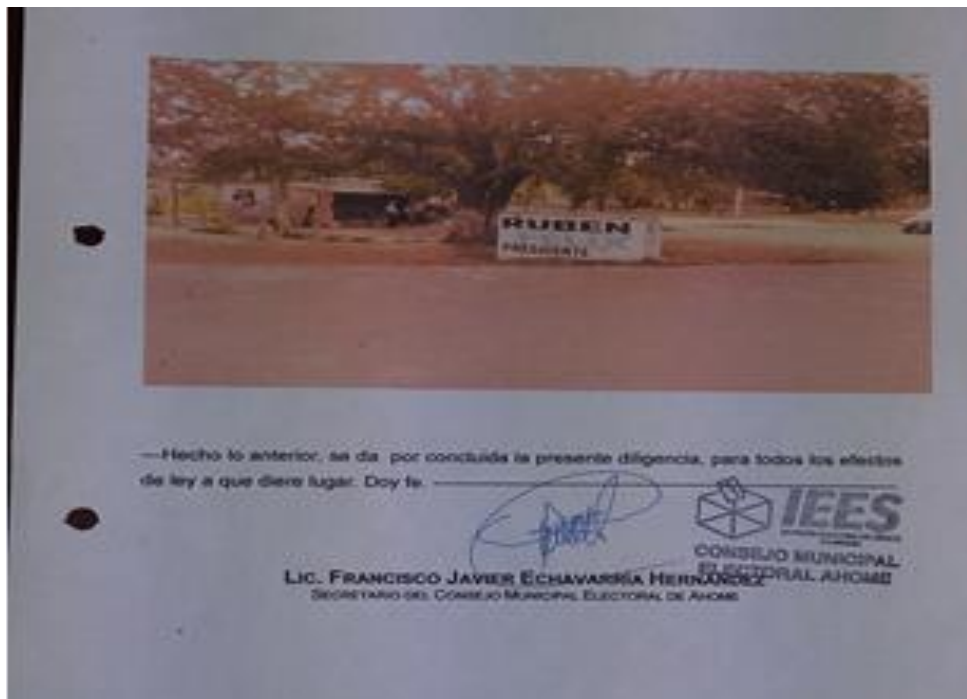 RUBEN
PRESIDENTE
—Hecho lo anterior, se da por concluida la presente diligencia, para todos los efectos
de ley a que diere lugar. Doy fe.
IEES
CONSEJO MUNICIPAL
ELECTORAL AHOME
LIC. FRANCISCO JAVIER ECHAVARRÍA HERNÁNDEZ
SECRETARIO DEL CONSEJO MUNICIPAL ELECTORAL DE AHOME